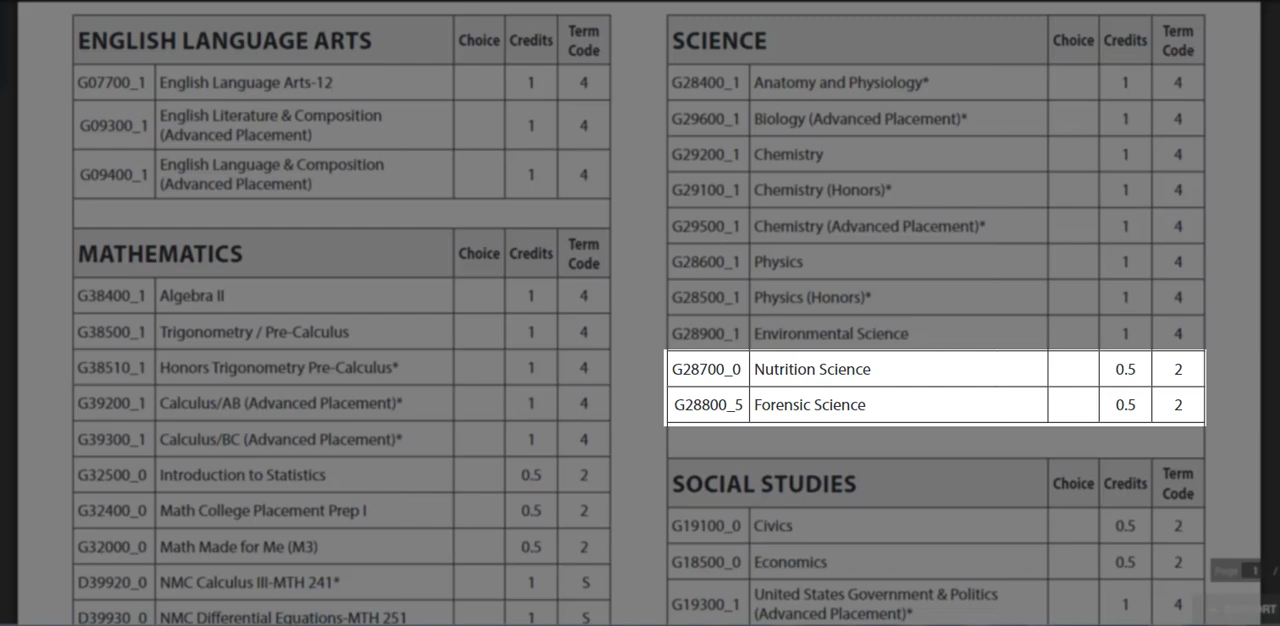 ENGLISH LANGUAGE ARTS Choice Credits Term Code
G07700_1 English Language Arts-12 1 4
G09300_1 English Literature & Composition (Advanced Placement) 1 4
G09400_1 English Language & Composition (Advanced Placement) 1 4
MATHEMATICS Choice Credits Term Code
G38400_1 Algebra II 1 4
G38500_1 Trigonometry / Pre-Calculus 1 4
G38510_1 Honors Trigonometry Pre-Calculus* 1 4
G39200_1 Calculus/AB (Advanced Placement)* 1 4
G39300_1 Calculus/BC (Advanced Placement)* 1 4
G32500_0 Introduction to Statistics 0.5 2
G32400_0 Math College Placement Prep I 0.5 2
G32000_0 Math Made for Me (M3) 0.5 2
D39920_0 NMC Calculus III-MTH 241* 1 S
D39930_0 NMC Differential Equations-MTH 251 1 S
SCIENCE Choice Credits Term Code
G28400_1 Anatomy and Physiology* 1 4
G29600_1 Biology (Advanced Placement)* 1 4
G29200_1 Chemistry 1 4
G29100_1 Chemistry (Honors)* 1 4
G29500_1 Chemistry (Advanced Placement)* 1 4
G28600_1 Physics 1 4
G28500_1 Physics (Honors)* 1 4
G28900_1 Environmental Science 1 4
G28700_0 Nutrition Science 0.5 2
G28800_5 Forensic Science 0.5 2
SOCIAL STUDIES Choice Credits Term Code
G19100_0 Civics 0.5 2
G18500_0 Economics 0.5 2
G19300_1 United States Government & Politics (Advanced Placement)* 1 4
Page 1 /